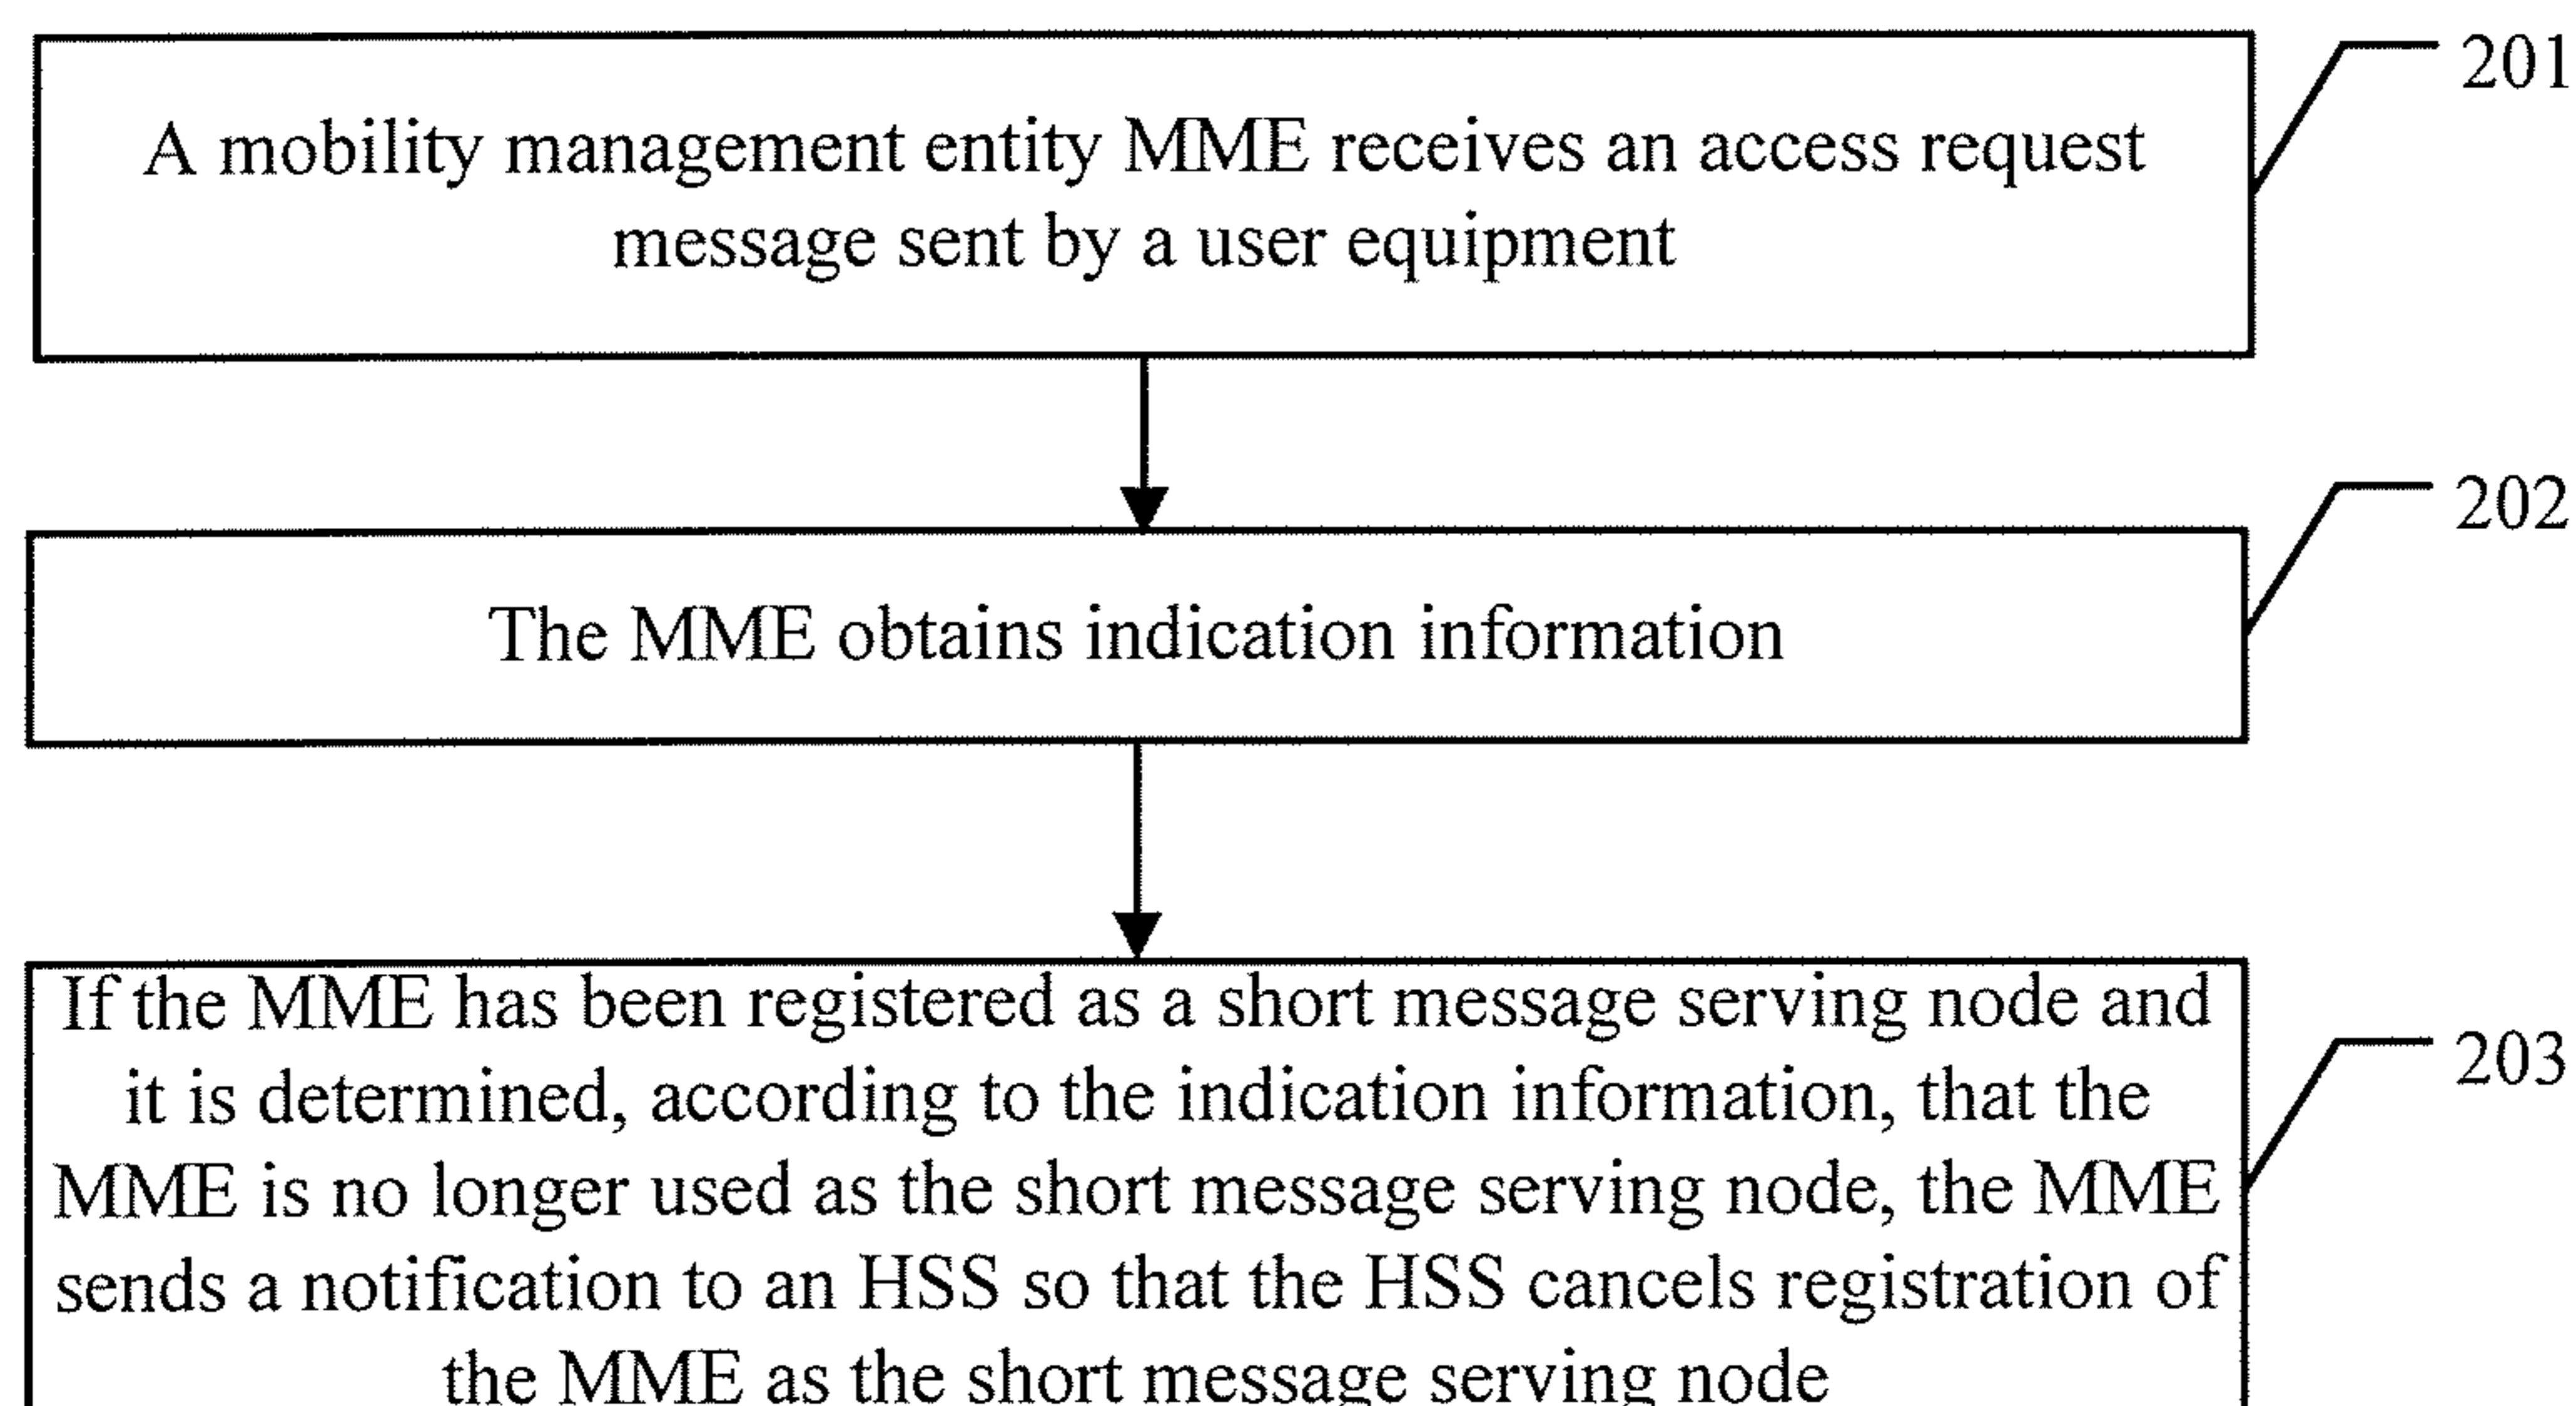 A mobility management entity MME receives an access request
message sent by a user equipment
201
The MME obtains indication information
202
If the MME has been registered as a short message serving node and
it is determined, according to the indication information, that the
MME is no longer used as the short message serving node, the MME
sends a notification to an HSS so that the HSS cancels registration of
the MME as the short message serving node
203